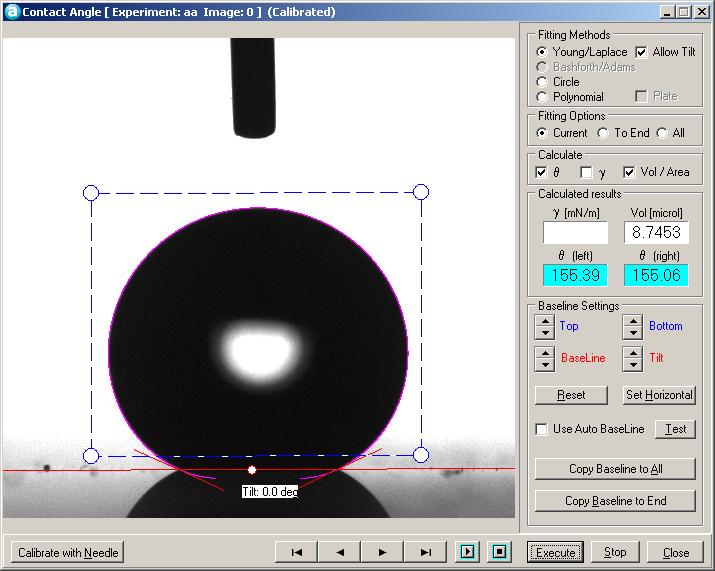 Contact Angle [ Experiment: aa  Image: 0 ]  (Calibrated)
Fitting Methods
Young/Laplace Allow Tilt
Bashforth/Adams
Circle
Polynomial Plate
Fitting Options
Current To End All
Calculate
θ γ Vol / Area
Calculated results
γ [mN/m] Vol [microl]
8.7453
θ (left) θ (right)
155.39 155.06
Baseline Settings
Top Bottom
BaseLine Tilt
Reset Set Horizontal
Use Auto BaseLine Test
Copy Baseline to All
Copy Baseline to End
Tilt: 0.0 deg
Calibrate with Needle Execute Stop Close